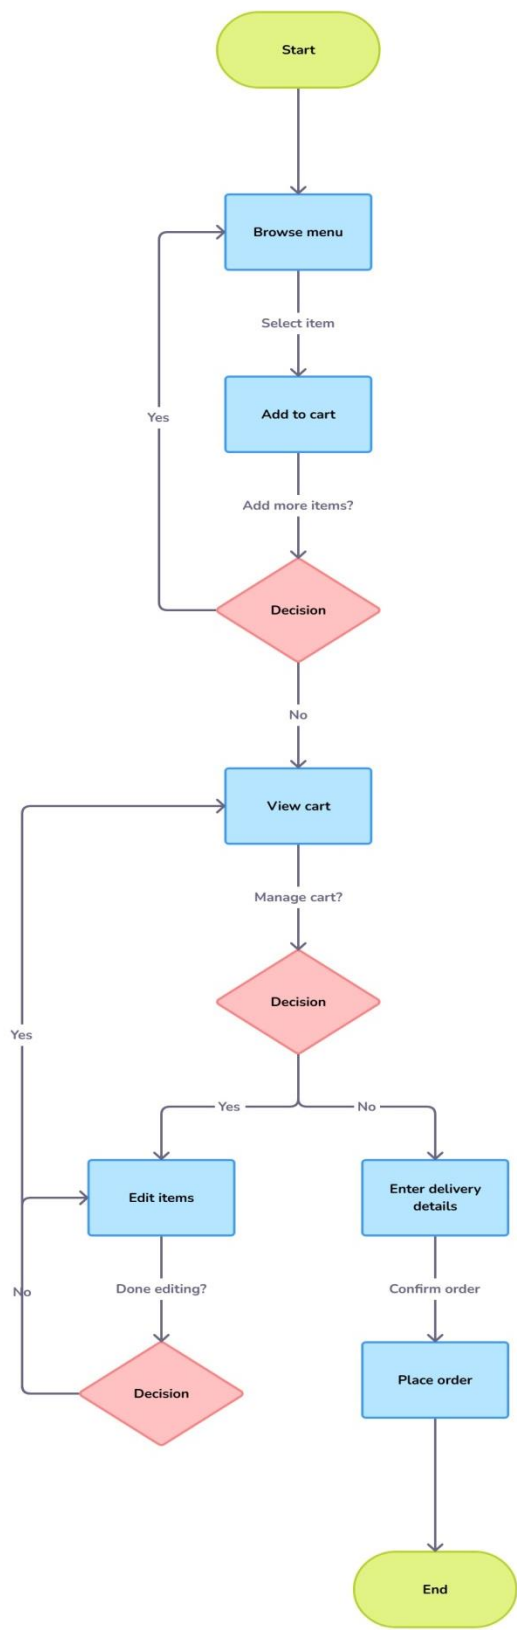 Start
Browse menu
Select item
Add to cart
Yes
Add more items?
Decision
No
View cart
Manage cart?
Decision
Yes
Yes
No
Edit items
Enter delivery
details
No
Done editing?
Confirm order
Decision
Place order
End